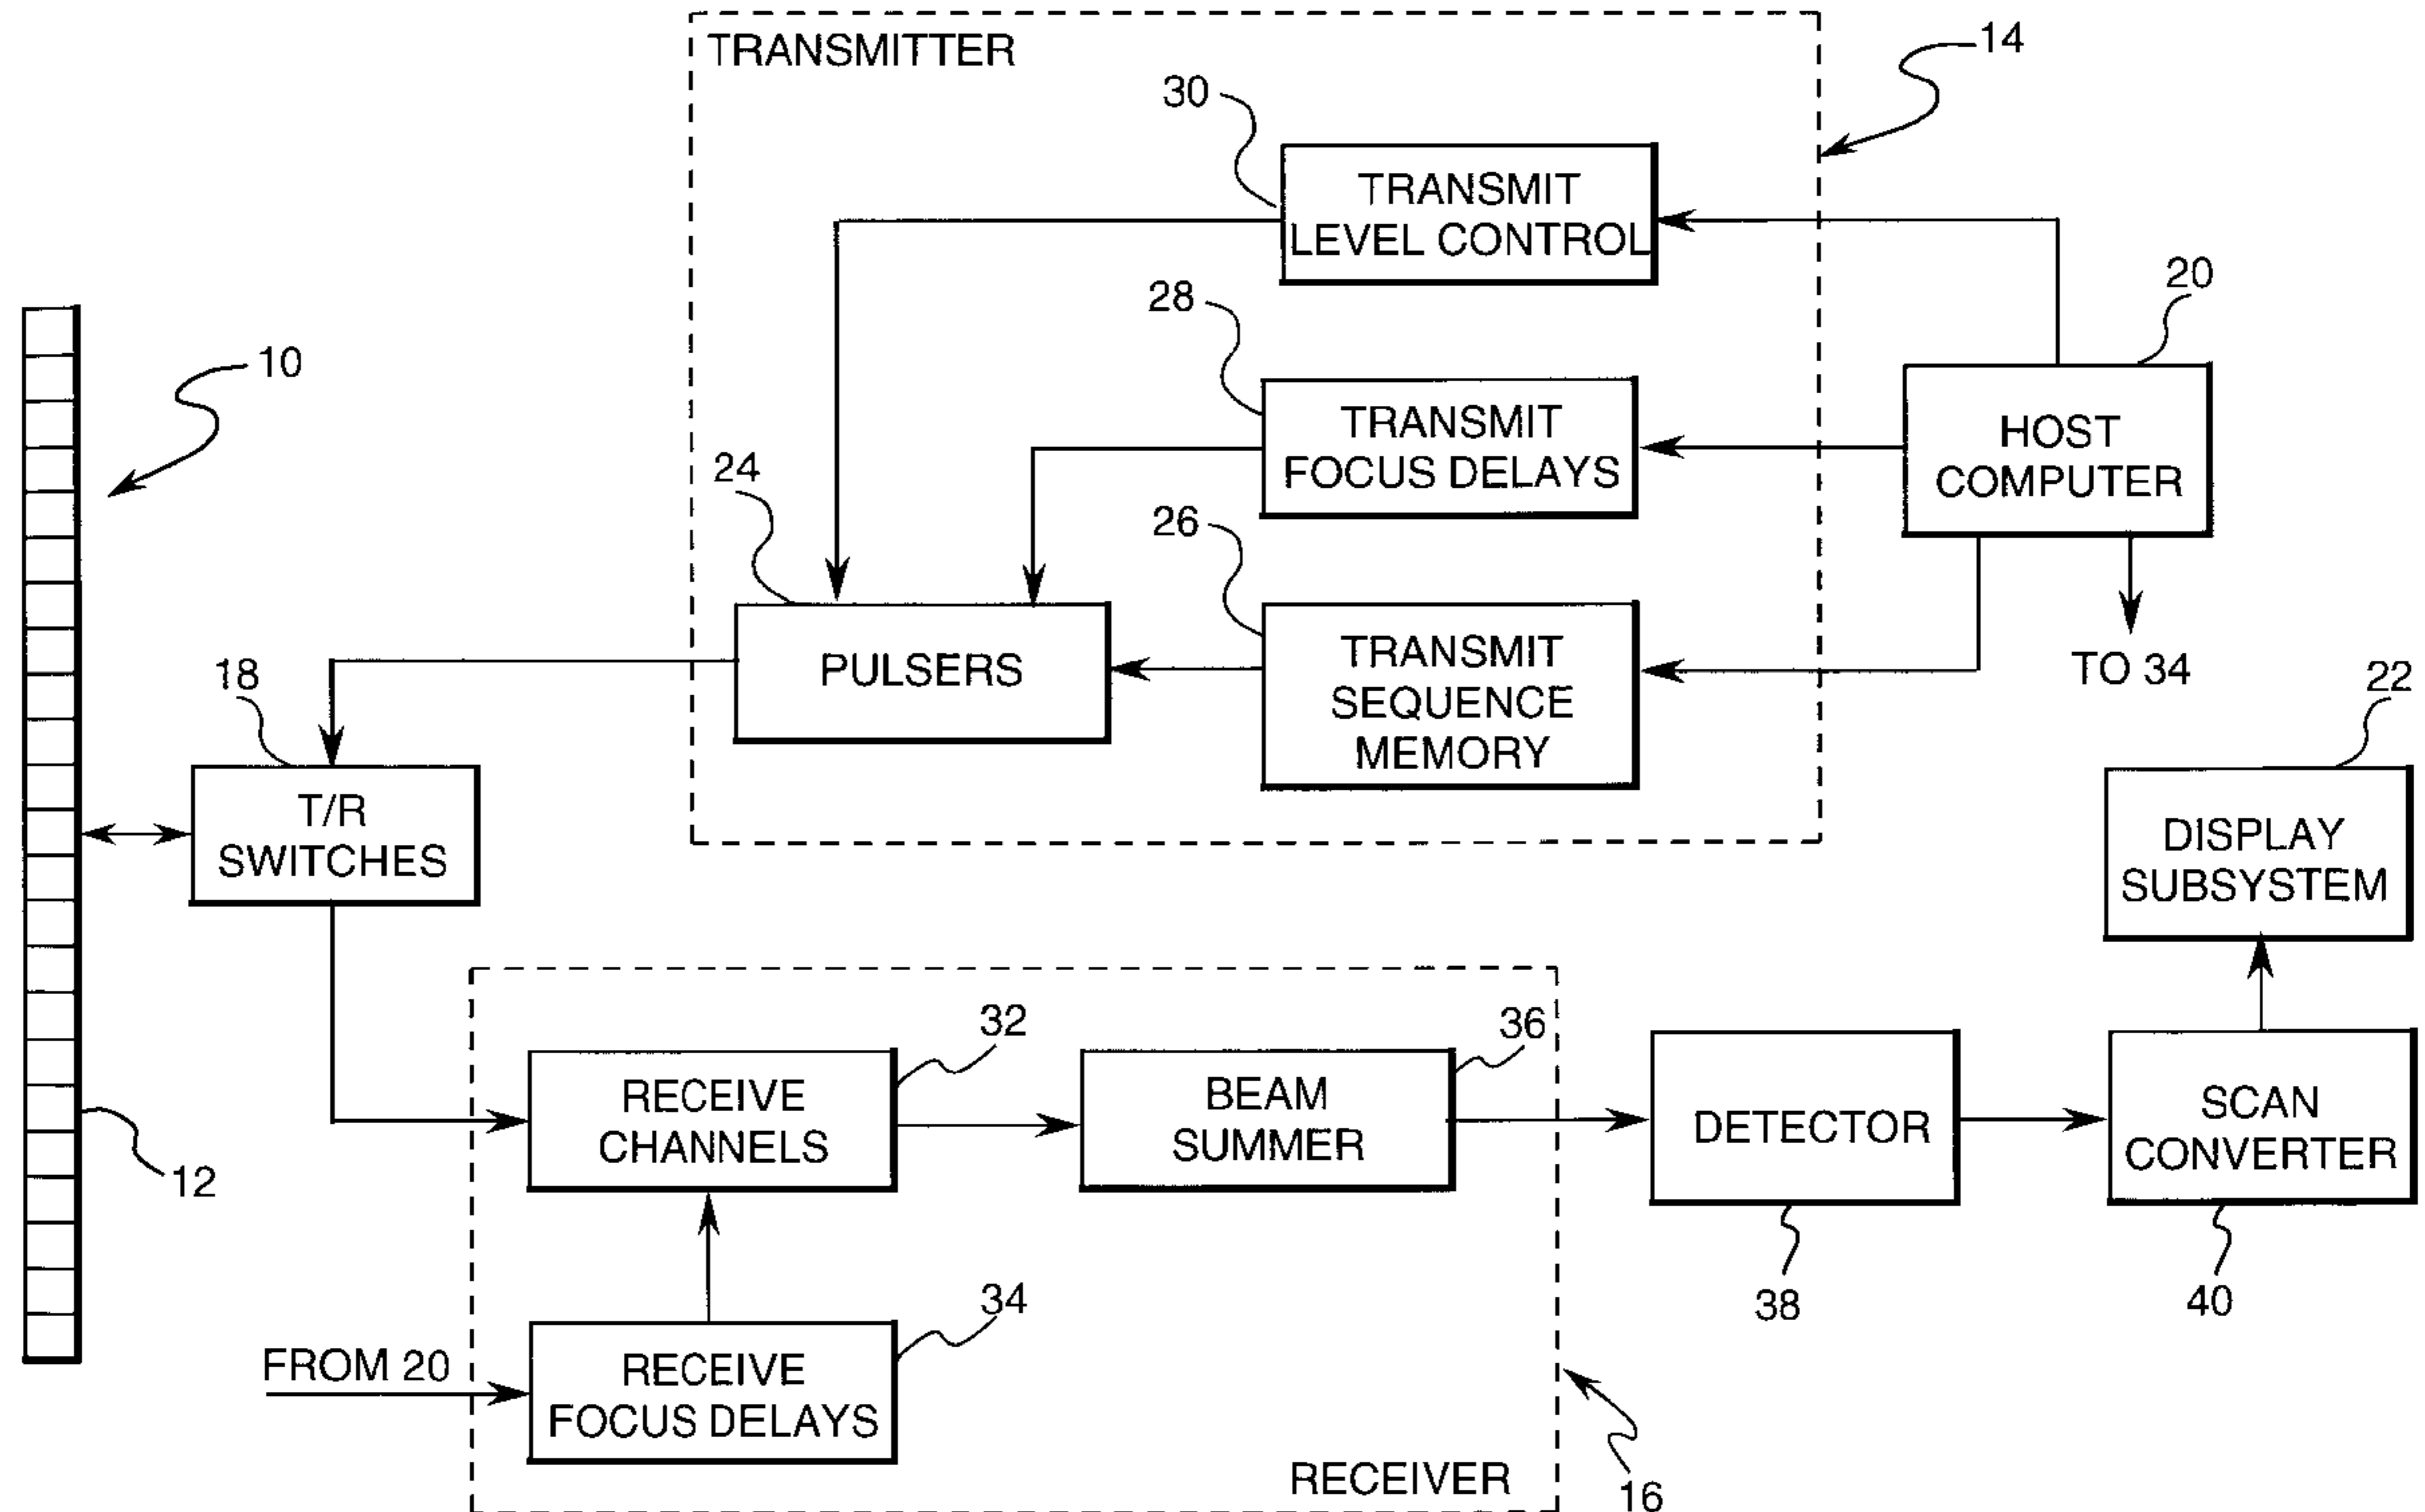 TRANSMITTER
14
30
TRANSMIT
LEVEL CONTROL
20
28
10
TRANSMIT
FOCUS DELAYS
HOST
COMPUTER
24
26
PULSERS
TRANSMIT
SEQUENCE
MEMORY
TO 34
18
22
T/R
SWITCHES
DISPLAY
SUBSYSTEM
32
36
RECEIVE
CHANNELS
BEAM
SUMMER
DETECTOR
SCAN
CONVERTER
12
34
38
40
FROM 20
RECEIVE
FOCUS DELAYS
RECEIVER
16